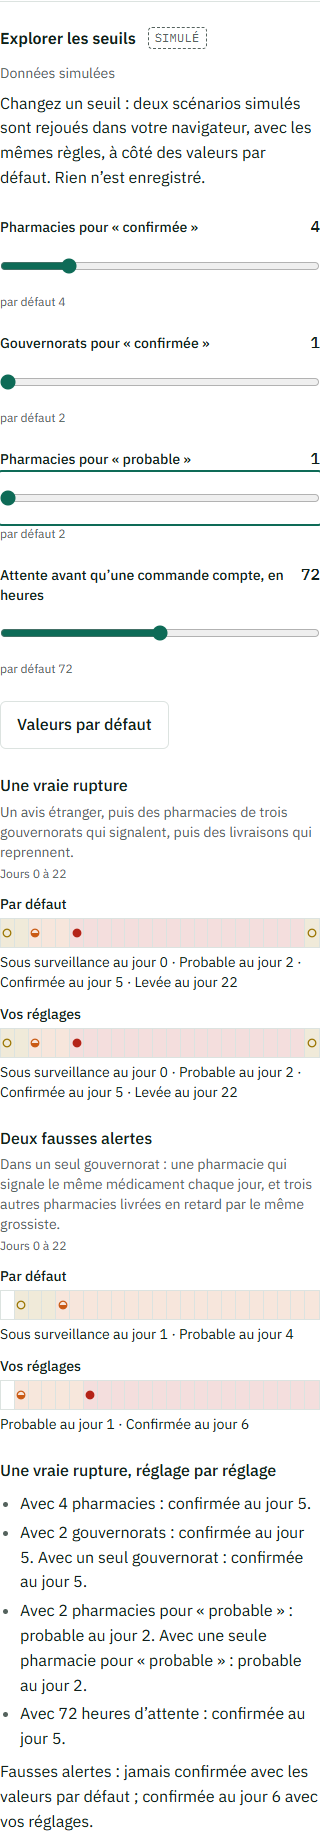 Explorer les seuils SIMULÉ
Données simulées
Changez un seuil : deux scénarios simulés
sont rejoués dans votre navigateur, avec les
mêmes règles, à côté des valeurs par
défaut. Rien n’est enregistré.
Pharmacies pour « confirmée » 4
par défaut 4
Gouvernorats pour « confirmée » 1
par défaut 2
Pharmacies pour « probable » 1
par défaut 2
Attente avant qu’une commande compte, en 72
heures
par défaut 72
Valeurs par défaut
Une vraie rupture
Un avis étranger, puis des pharmacies de trois
gouvernorats qui signalent, puis des livraisons qui
reprennent.
Jours 0 à 22
Par défaut
Sous surveillance au jour 0 · Probable au jour 2 ·
Confirmée au jour 5 · Levée au jour 22
Vos réglages
Sous surveillance au jour 0 · Probable au jour 2 ·
Confirmée au jour 5 · Levée au jour 22
Deux fausses alertes
Dans un seul gouvernorat : une pharmacie qui
signale le même médicament chaque jour, et trois
autres pharmacies livrées en retard par le même
grossiste.
Jours 0 à 22
Par défaut
Sous surveillance au jour 1 · Probable au jour 4
Vos réglages
Probable au jour 1 · Confirmée au jour 6
Une vraie rupture, réglage par réglage
• Avec 4 pharmacies : confirmée au jour 5.
• Avec 2 gouvernorats : confirmée au jour
5. Avec un seul gouvernorat : confirmée
au jour 5.
• Avec 2 pharmacies pour « probable » :
probable au jour 2. Avec une seule
pharmacie pour « probable » : probable
au jour 2.
• Avec 72 heures d’attente : confirmée au
jour 5.
Fausses alertes : jamais confirmée avec les
valeurs par défaut ; confirmée au jour 6 avec
vos réglages.